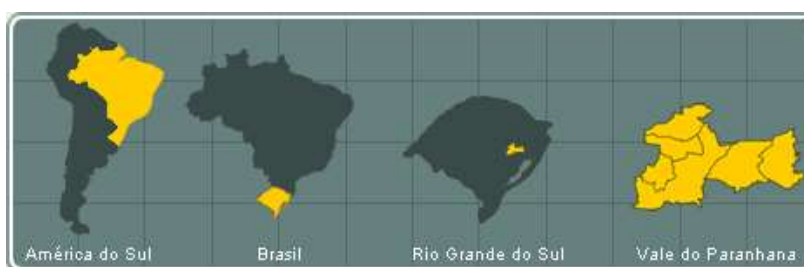 América do Sul
Brasil
Rio Grande do Sul
Vale do Paranhana